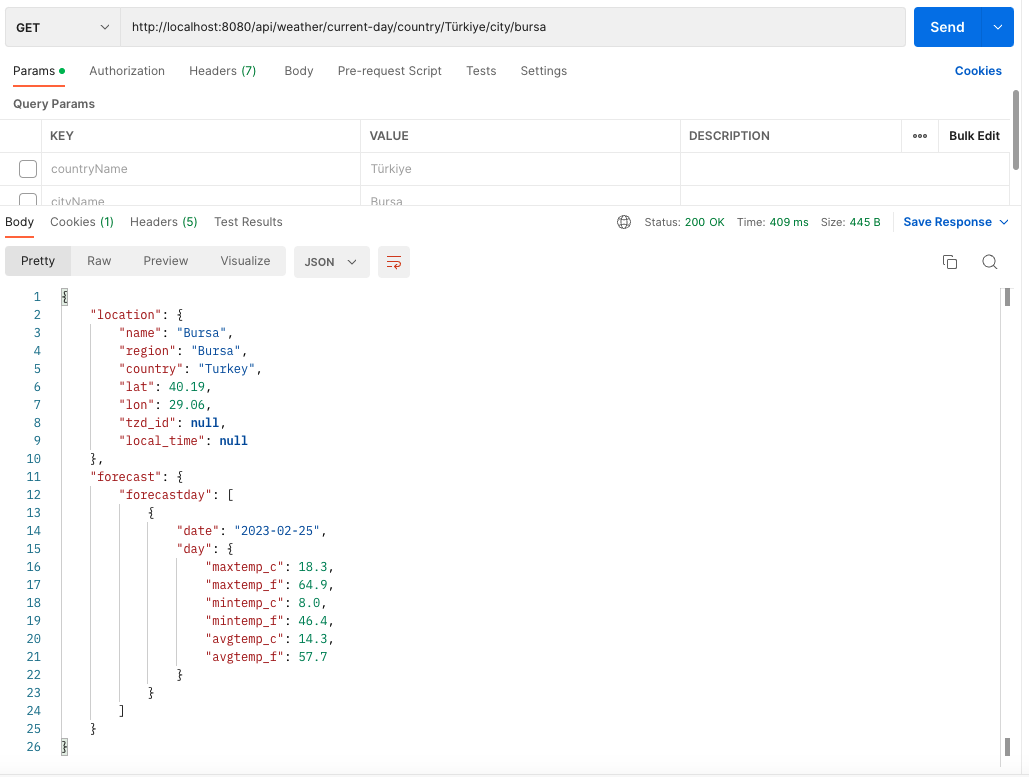 GET http://localhost:8080/api/weather/current-day/country/Türkiye/city/bursa Send
Params Authorization Headers (7) Body Pre-request Script Tests Settings Cookies
Query Params
KEY VALUE DESCRIPTION Bulk Edit
countryName Türkiye
cityName Bursa
Body Cookies (1) Headers (5) Test Results Status: 200 OK Time: 409 ms Size: 445 B Save Response
Pretty Raw Preview Visualize JSON
1 {
2 "location": {
3 "name": "Bursa",
4 "region": "Bursa",
5 "country": "Turkey",
6 "lat": 40.19,
7 "lon": 29.06,
8 "tzd_id": null,
9 "local_time": null
10 },
11 "forecast": {
12 "forecastday": [
13 {
14 "date": "2023-02-25",
15 "day": {
16 "maxtemp_c": 18.3,
17 "maxtemp_f": 64.9,
18 "mintemp_c": 8.0,
19 "mintemp_f": 46.4,
20 "avgtemp_c": 14.3,
21 "avgtemp_f": 57.7
22 }
23 }
24 ]
25 }
26 }